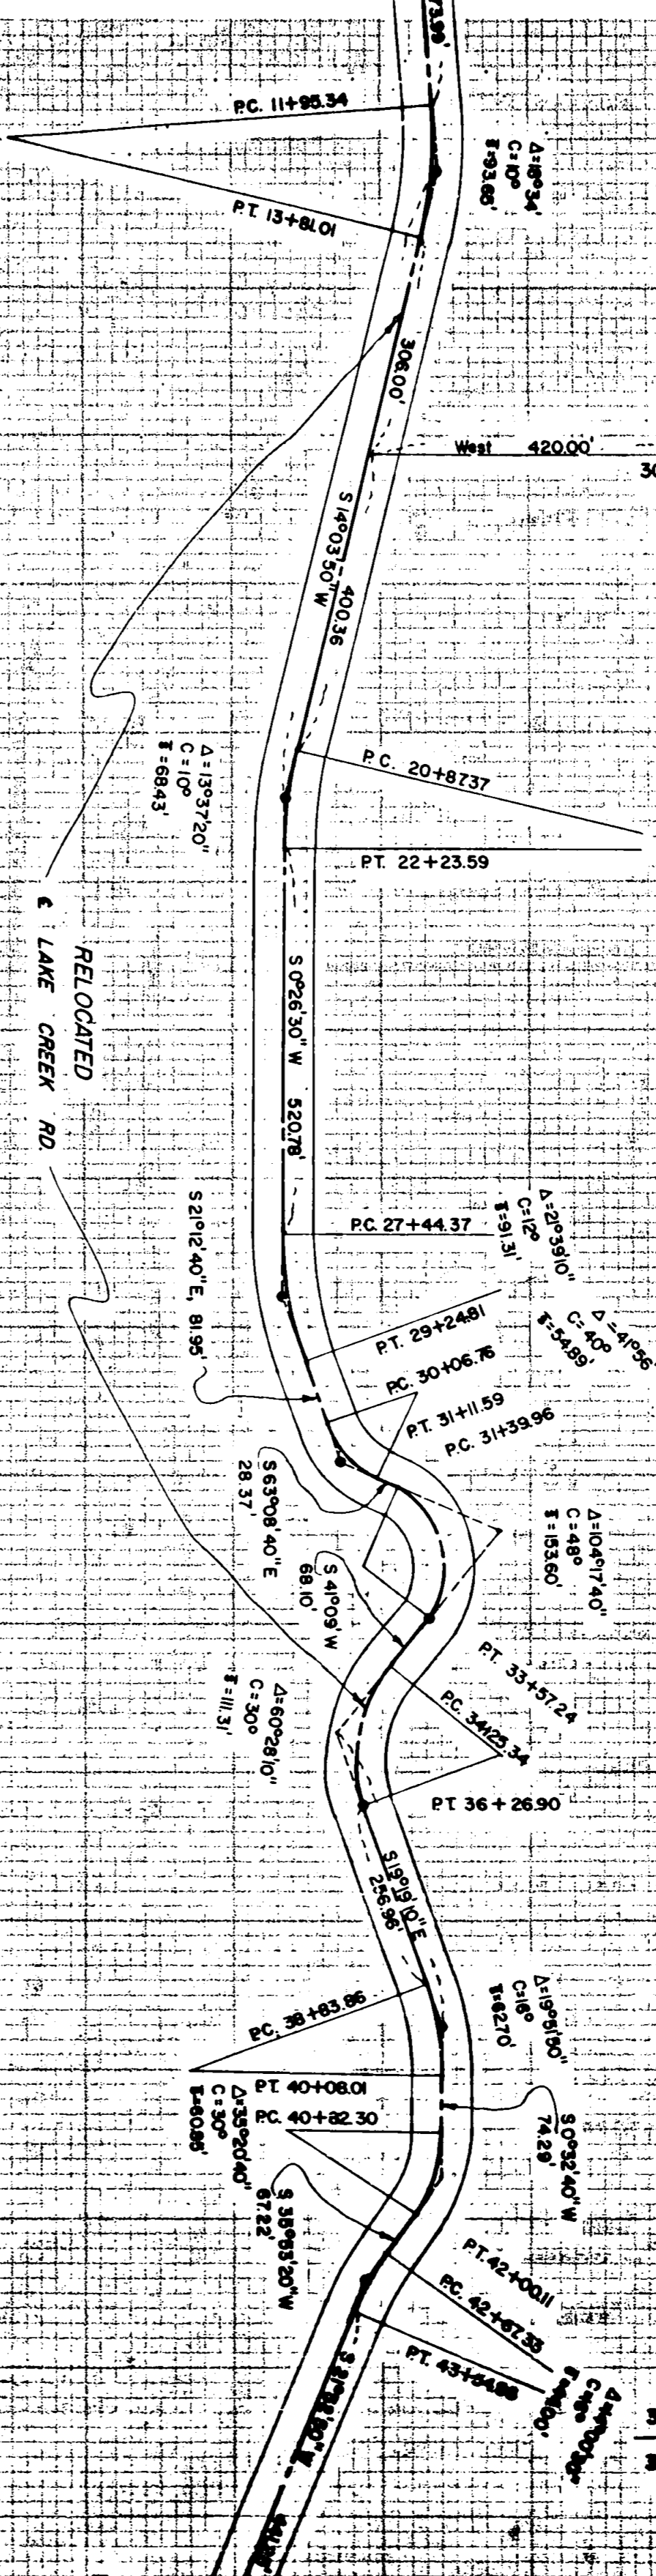 73.99'
P.C. 11+95.34
Δ=18°34'
C=10°
T=93.65'
P.T. 13+81.01
306.00'
West 420.00'
30
S 14°03'50" W
400.36
P.C. 20+87.37
Δ=13°37'20"
C=10°
T=68.43'
P.T. 22+23.59
RELOCATED
℄ LAKE CREEK RD.
S 0°26'30" W 520.78'
P.C. 27+44.37
Δ=21°39'10"
C=12°
T=91.31'
S 21°12'40"E, 81.95'
P.T. 29+24.81
Δ=41°56'
C=40°
T=54.89'
P.C. 30+06.76
P.T. 31+11.59
P.C. 31+39.96
S 63°08'40"E
28.37'
Δ=104°17'40"
C=48°
T=153.60'
S 41°09' W
68.10'
P.T. 33+57.24
P.C. 34+25.34
Δ=60°28'10"
C=30°
T=111.31'
P.T. 36+26.90
S 19°19'10"E
256.96'
P.C. 38+83.86
Δ=19°51'50"
C=16°
T=62.70'
P.T. 40+08.01
P.C. 40+82.30
S 0°32'40"W
74.29'
Δ=35°20'40"
C=30°
T=60.85'
S 35°53'20"W
67.22'
P.T. 42+00.11
P.C. 42+67.33
P.T. 43+54.88